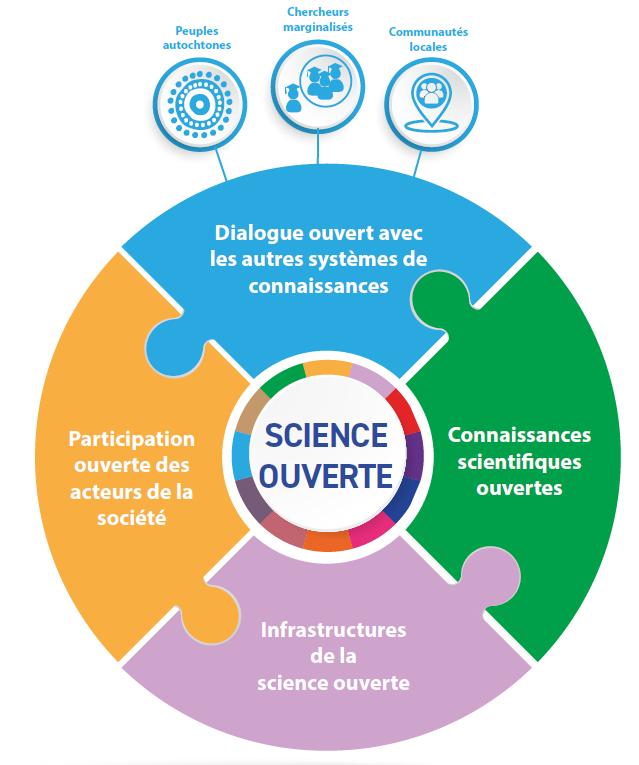 Peuples
autochtones
Chercheurs
marginalisés
Communautés
locales
Dialogue ouvert avec
les autres systèmes de
connaissances
Participation
ouverte des
acteurs de la
société
SCIENCE
OUVERTE
Connaissances
scientifiques
ouvertes
Infrastructures
de la
science ouverte